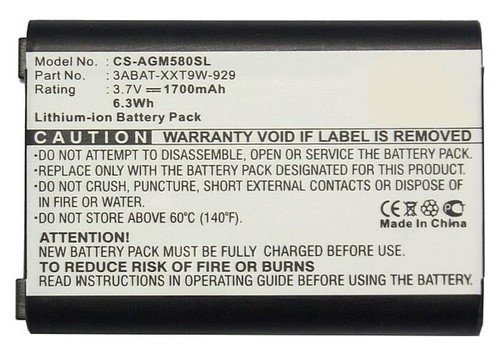 Model No.: CS-AGM580SL
Part No. : 3ABAT-XXT9W-929
Rating : 3.7V⎓1700mAh
6.3Wh
Lithium-ion Battery Pack
CAUTION WARRANTY VOID IF LABEL IS REMOVED
•DO NOT ATTEMPT TO DISASSEMBLE, OPEN OR SERVICE THE BATTERY.
•REPLACE ONLY WITH THE BATTERY PACK DESIGNATED FOR THIS PRODUCT
•DO NOT CRUSH, PUNCTURE, SHORT EXTERNAL CONTACTS OR DISPOSE OF
IN FIRE OR WATER.
•DO NOT STORE ABOVE 60℃ (140℉).
CE
Made In China
ATTENTION!
NEW BATTERY PACK MUST BE FULLY CHARGED BEFORE USE.
TO REDUCE RISK OF FIRE OR BURNS
READ INSTRUCTIONS IN OPERATING GUIDE BEFORE USING THIS BATTERY.